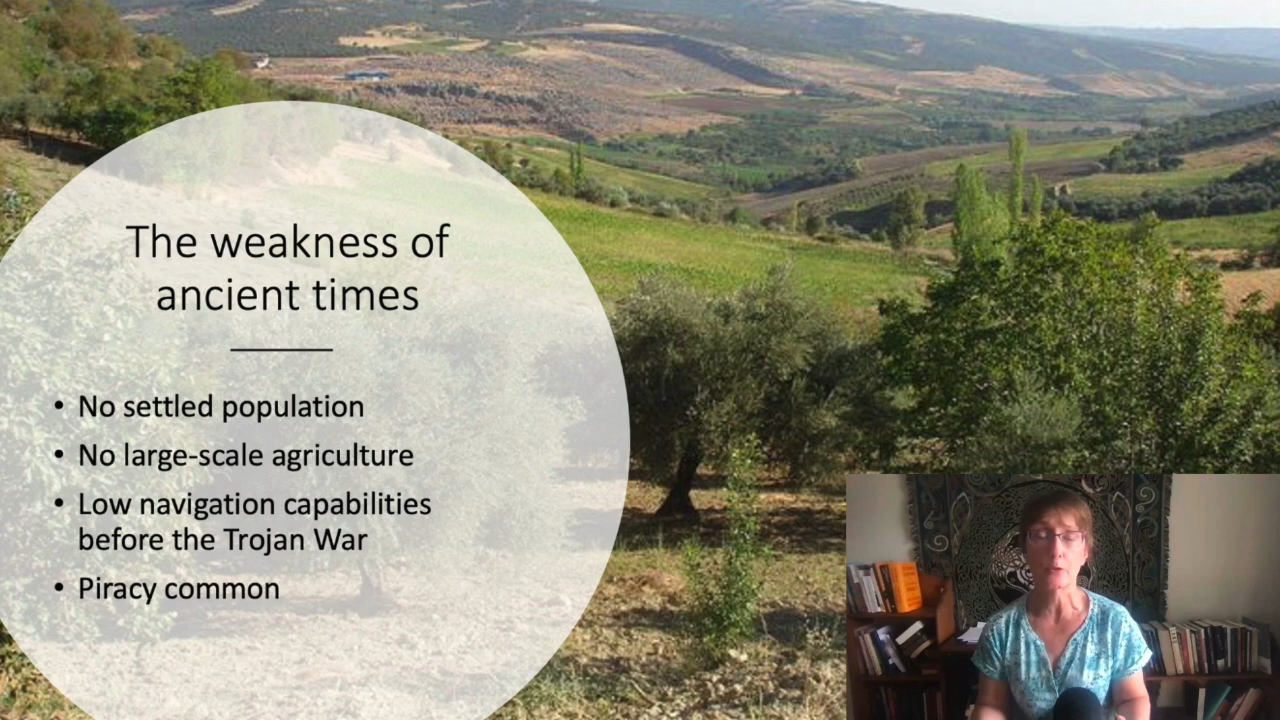 The weakness of
ancient times
• No settled population
• No large-scale agriculture
• Low navigation capabilities
before the Trojan War
• Piracy common